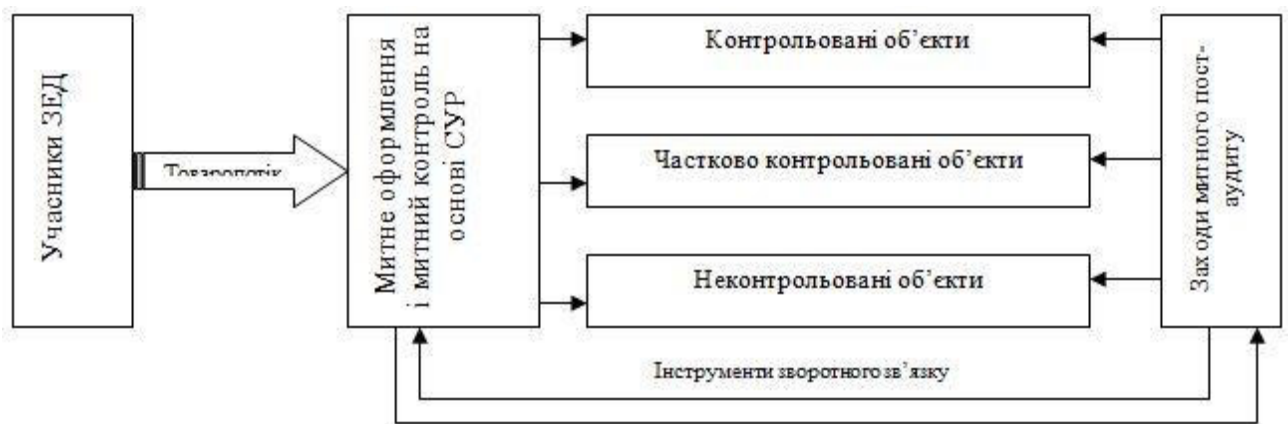 Учасники ЗЕД
Товаропотік
Митне оформлення
і митний контроль на
основі СУР
Контрольовані об’єкти
Частково контрольовані об’єкти
Неконтрольовані об’єкти
Заходи митного пост-
аудиту
Інструменти зворотного зв’язку